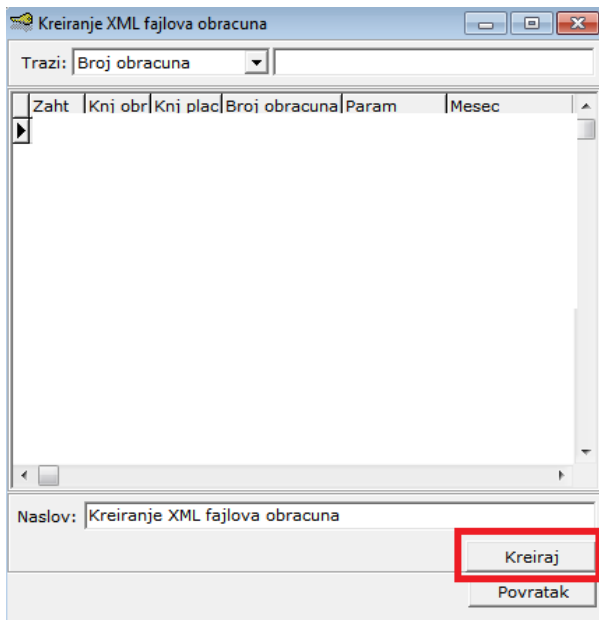 Kreiranje XML fajlova obracuna
Trazi: Broj obracuna
Zaht Knj obr Knj plac Broj obracuna Param Mesec
Naslov: Kreiranje XML fajlova obracuna
Kreiraj
Povratak